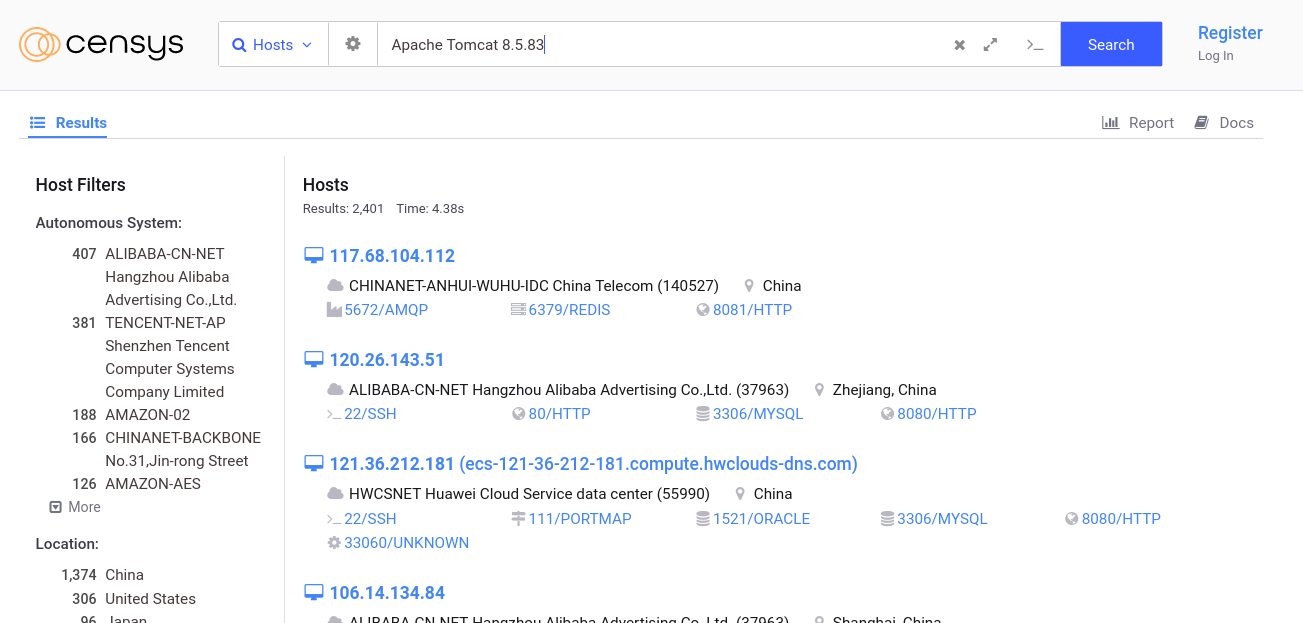 censys
Hosts
Apache Tomcat 8.5.83
Search
Register
Log In
Results
Report
Docs
Host Filters
Autonomous System:
407 ALIBABA-CN-NET
Hangzhou Alibaba
Advertising Co.,Ltd.
381 TENCENT-NET-AP
Shenzhen Tencent
Computer Systems
Company Limited
188 AMAZON-02
166 CHINANET-BACKBONE
No.31,Jin-rong Street
126 AMAZON-AES
More
Location:
1,374 China
306 United States
96 Japan
Hosts
Results: 2,401 Time: 4.38s
117.68.104.112
CHINANET-ANHUI-WUHU-IDC China Telecom (140527) China
5672/AMQP 6379/REDIS 8081/HTTP
120.26.143.51
ALIBABA-CN-NET Hangzhou Alibaba Advertising Co.,Ltd. (37963) Zhejiang, China
22/SSH 80/HTTP 3306/MYSQL 8080/HTTP
121.36.212.181 (ecs-121-36-212-181.compute.hwclouds-dns.com)
HWCSNET Huawei Cloud Service data center (55990) China
22/SSH 111/PORTMAP 1521/ORACLE 3306/MYSQL 8080/HTTP
33060/UNKNOWN
106.14.134.84
ALIBABA-CN-NET Hangzhou Alibaba Advertising Co.,Ltd. (37963) Shanghai, China